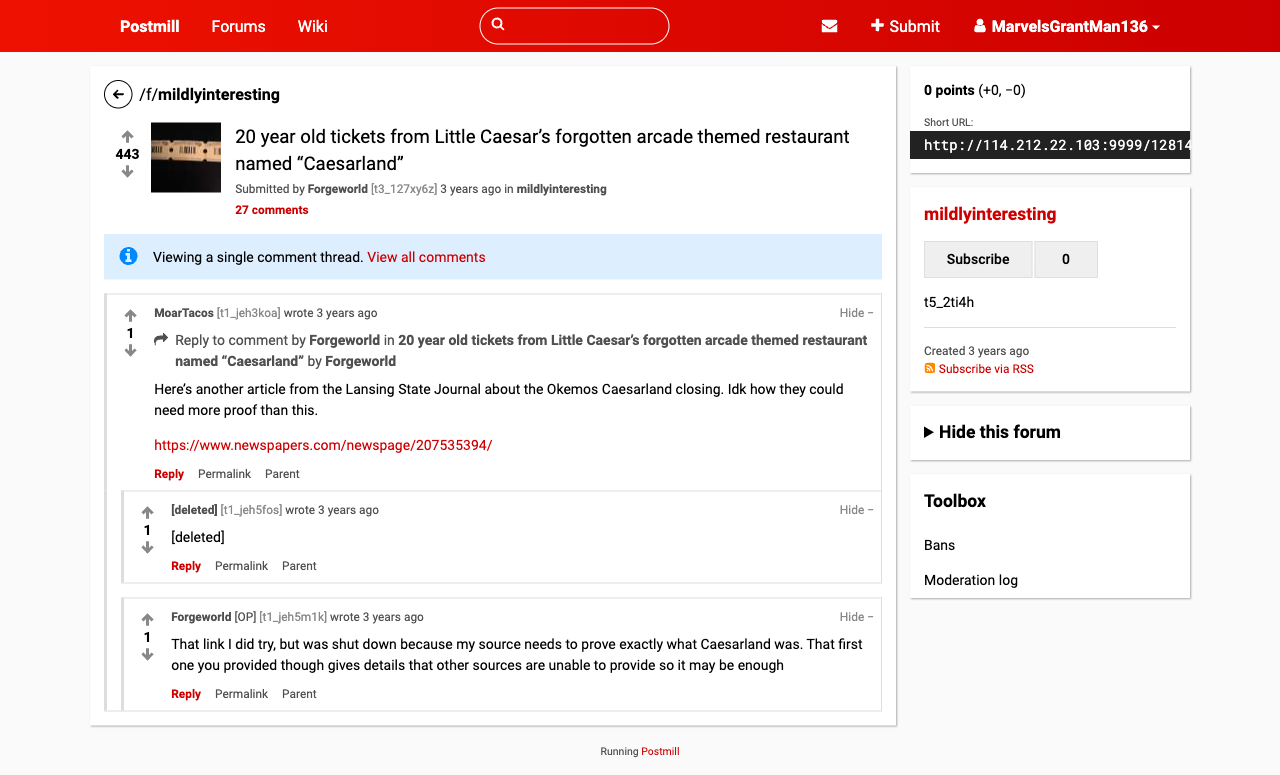 Postmill Forums Wiki Submit MarvelsGrantMan136
/f/mildlyinteresting
443
20 year old tickets from Little Caesar’s forgotten arcade themed restaurant
named “Caesarland”
Submitted by Forgeworld [t3_127xy6z] 3 years ago in mildlyinteresting
27 comments
Viewing a single comment thread. View all comments
1
MoarTacos [t1_jeh3koa] wrote 3 years ago Hide −
Reply to comment by Forgeworld in 20 year old tickets from Little Caesar’s forgotten arcade themed restaurant
named “Caesarland” by Forgeworld
Here’s another article from the Lansing State Journal about the Okemos Caesarland closing. Idk how they could
need more proof than this.
https://www.newspapers.com/newspage/207535394/
Reply Permalink Parent
1
[deleted] [t1_jeh5fos] wrote 3 years ago Hide −
[deleted]
Reply Permalink Parent
1
Forgeworld [OP] [t1_jeh5m1k] wrote 3 years ago Hide −
That link I did try, but was shut down because my source needs to prove exactly what Caesarland was. That first
one you provided though gives details that other sources are unable to provide so it may be enough
Reply Permalink Parent
0 points (+0, −0)
Short URL:
http://114.212.22.103:9999/12814
mildlyinteresting
Subscribe 0
t5_2ti4h
Created 3 years ago
Subscribe via RSS
Hide this forum
Toolbox
Bans
Moderation log
Running Postmill